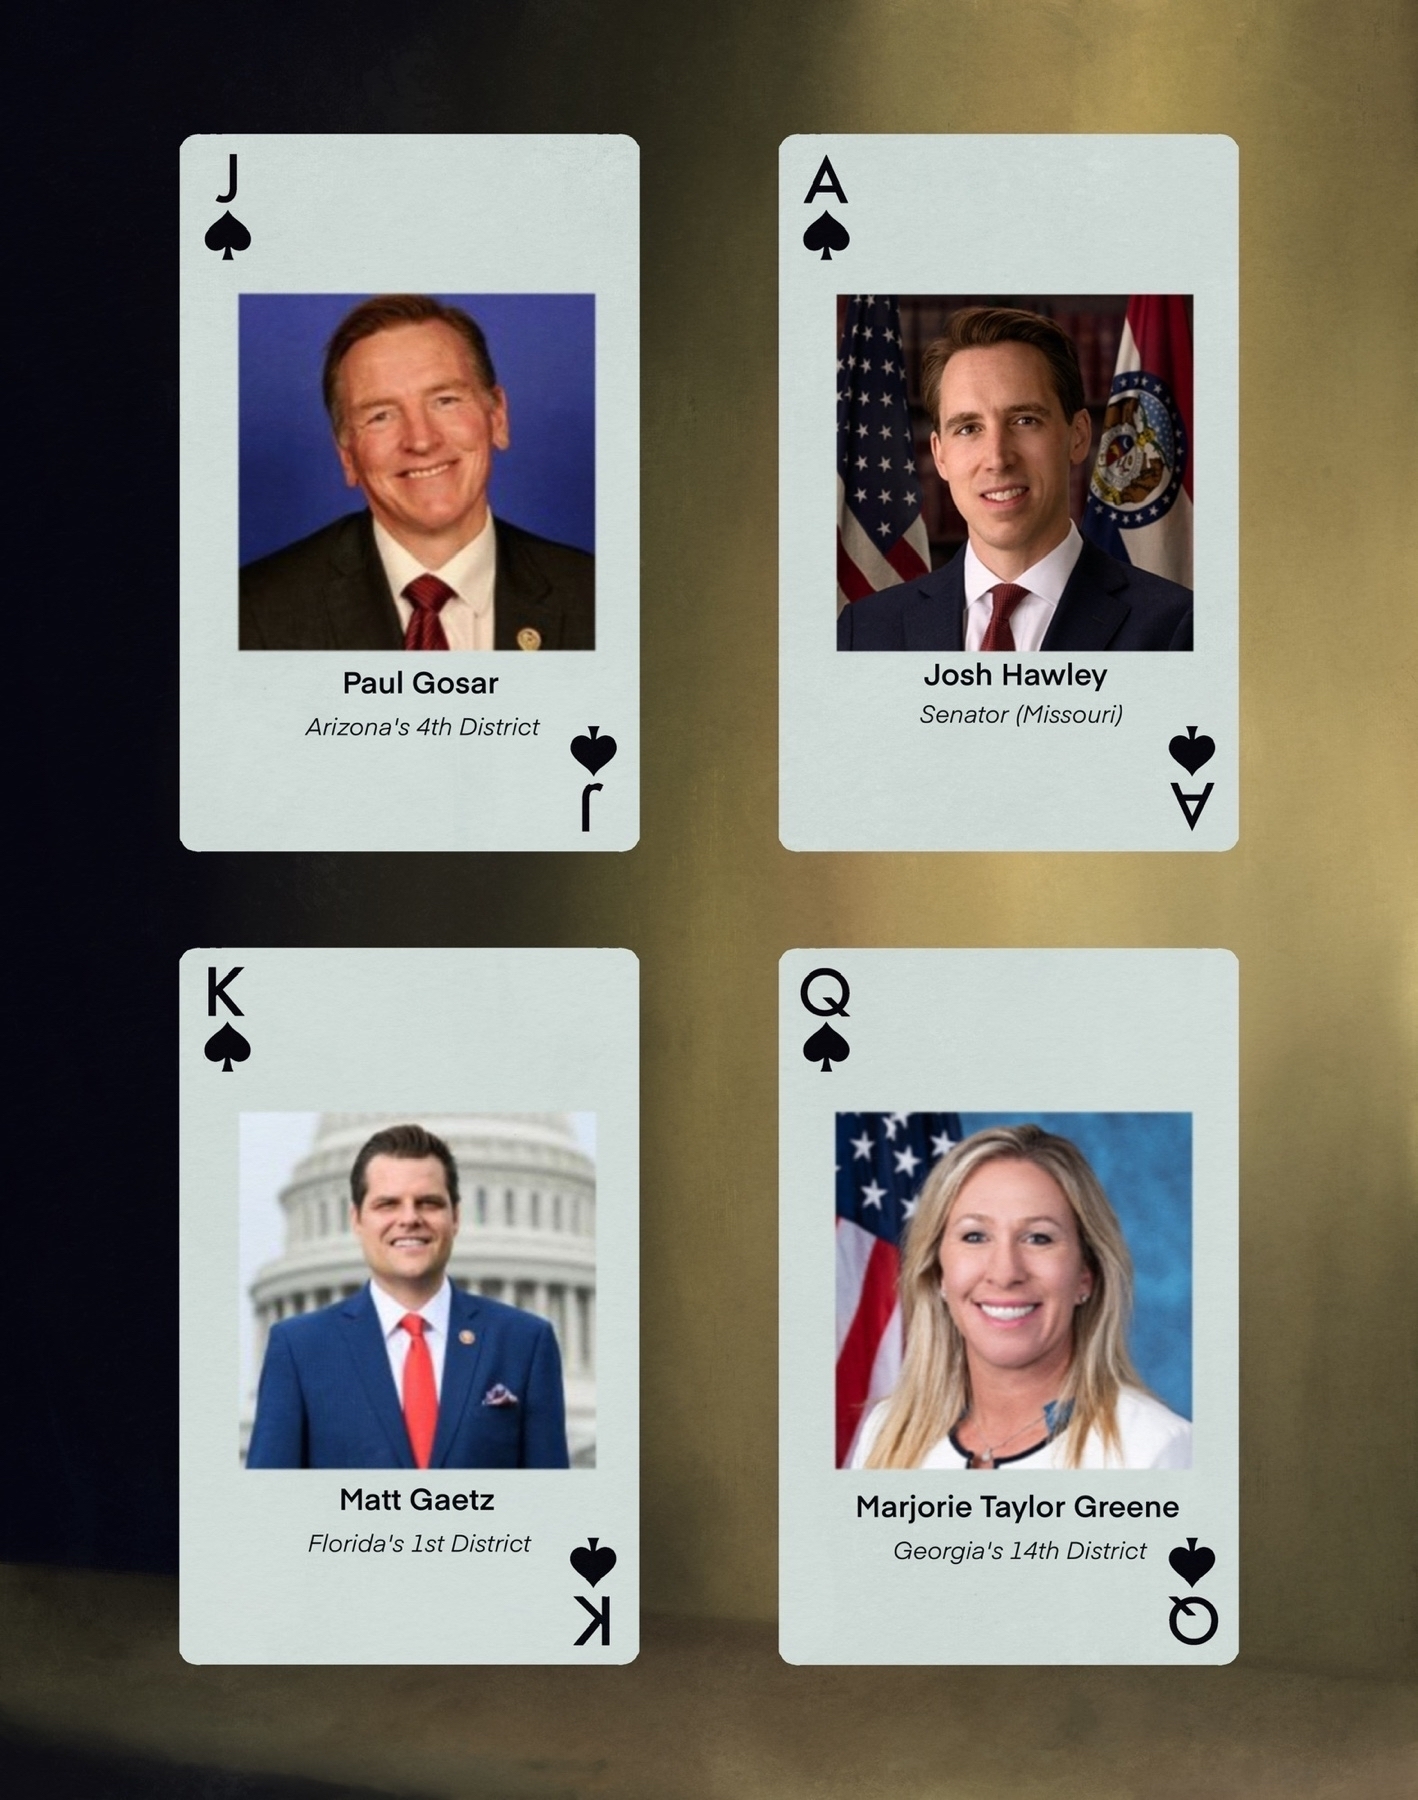 J
Paul Gosar
Arizona's 4th District
J
A
Josh Hawley
Senator (Missouri)
A
K
Matt Gaetz
Florida's 1st District
K
Q
Marjorie Taylor Greene
Georgia's 14th District
Q